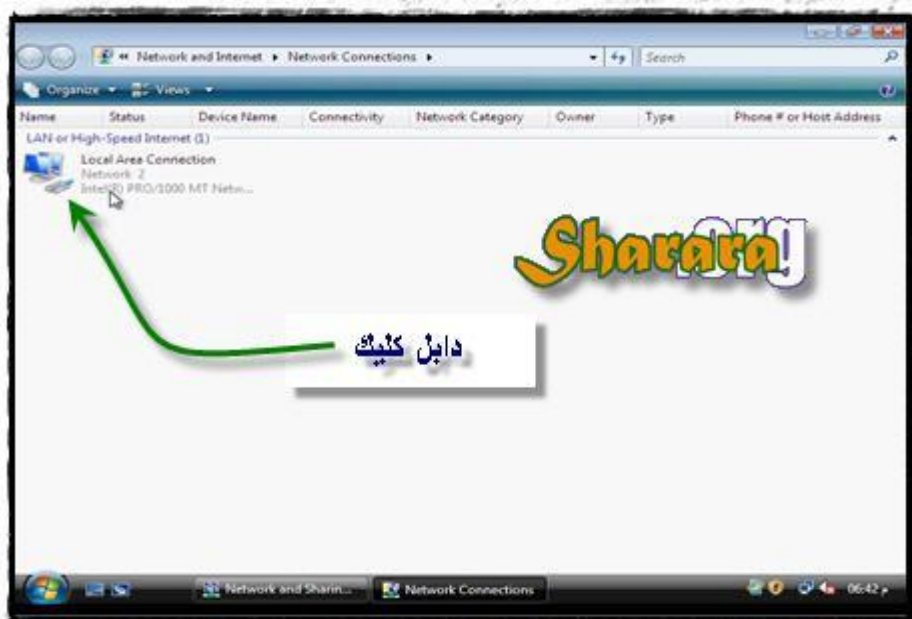 « Network and Internet ▸ Network Connections ▸
Search
Organize Views
Name Status Device Name Connectivity Network Category Owner Type Phone # or Host Address
LAN or High-Speed Internet (1)
Local Area Connection
Network 2
Intel(R) PRO/1000 MT Netw...
Sharara.org
دابل كليك
Network and Sharin... Network Connections 06:42 م